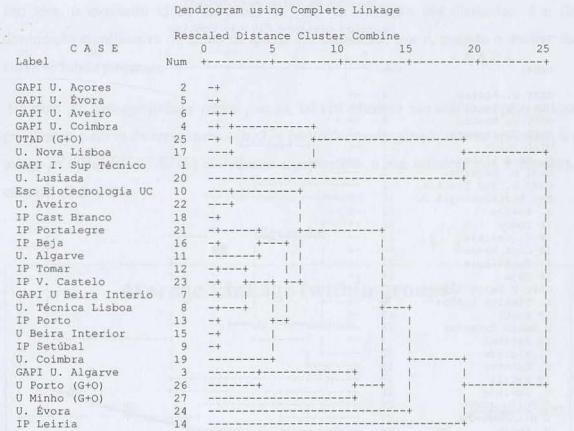 Dendrogram using Complete Linkage
Rescaled Distance Cluster Combine
C A S E 0 5 10 15 20 25
Label Num
GAPI U. Açores 2
GAPI U. Évora 5
GAPI U. Aveiro 6
GAPI U. Coimbra 4
UTAD (G+O) 25
U. Nova Lisboa 17
GAPI I. Sup Técnico 1
U. Lusiada 20
Esc Biotecnologia UC 10
U. Aveiro 22
IP Cast Branco 18
IP Portalegre 21
IP Beja 16
U. Algarve 11
IP Tomar 12
IP V. Castelo 23
GAPI U Beira Interio 7
U. Técnica Lisboa 8
IP Porto 13
U Beira Interior 15
IP Setúbal 9
U. Coimbra 19
GAPI U. Algarve 3
U Porto (G+O) 26
U Minho (G+O) 27
U. Évora 24
IP Leiria 14